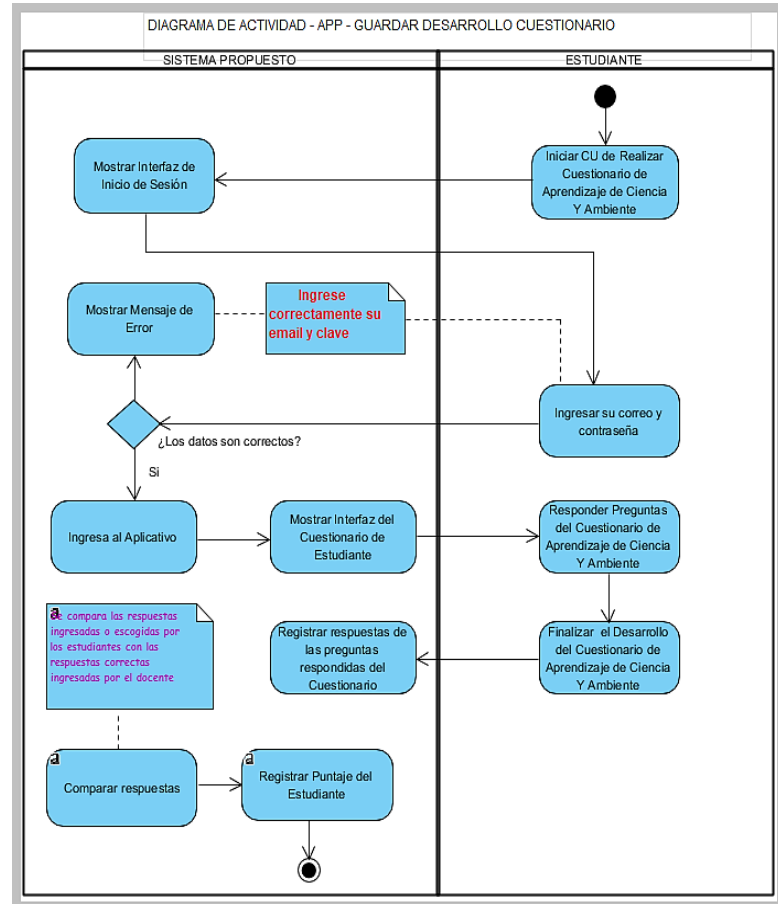 DIAGRAMA DE ACTIVIDAD - APP - GUARDAR DESARROLLO CUESTIONARIO
SISTEMA PROPUESTO
ESTUDIANTE
Mostrar Interfaz de
Inicio de Sesión
Iniciar CU de Realizar
Cuestionario de
Aprendizaje de Ciencia
Y Ambiente
Mostrar Mensaje de
Error
Ingrese
correctamente su
email y clave
Ingresar su correo y
contraseña
¿Los datos son correctos?
Si
Ingresa al Aplicativo
Mostrar Interfaz del
Cuestionario de
Estudiante
Responder Preguntas
del Cuestionario de
Aprendizaje de Ciencia
Y Ambiente
a
compara las respuestas
ingresadas o escogidas por
los estudiantes con las
respuestas correctas
ingresadas por el docente
Registrar respuestas de
las preguntas
respondidas del
Cuestionario
Finalizar el Desarrollo
del Cuestionario de
Aprendizaje de Ciencia
Y Ambiente
a
Comparar respuestas
a
Registrar Puntaje del
Estudiante